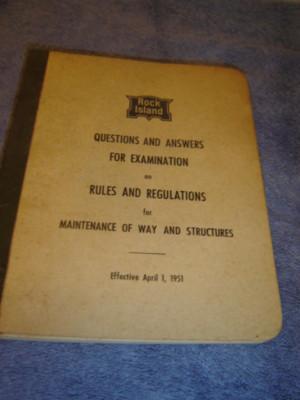 Rock
Island
QUESTIONS AND ANSWERS
FOR EXAMINATION
on
RULES AND REGULATIONS
for
MAINTENANCE OF WAY AND STRUCTURES
Effective April 1, 1951